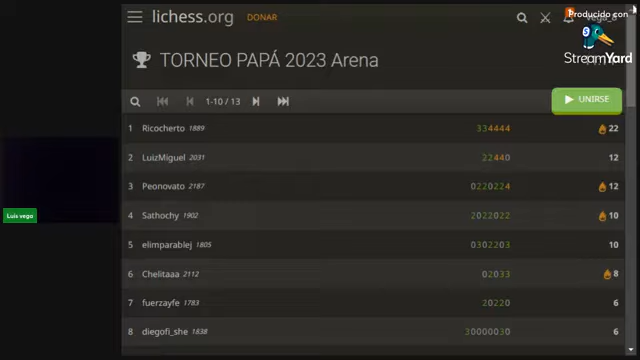 lichess.org DONAR
Producido con
StreamYard
TORNEO PAPÁ 2023 Arena
1-10 / 13
UNIRSE
1 Ricocherto 1889 334444 22
2 LuizMiguel 2031 22440 12
3 Peonovato 2187 0220224 12
4 Sathochy 1902 2022022 10
Luis vega
5 elimparablej 1805 0302203 10
6 Chelitaaa 2112 02033 8
7 fuerzayfe 1783 20220 6
8 diegofi_she 1838 30000030 6